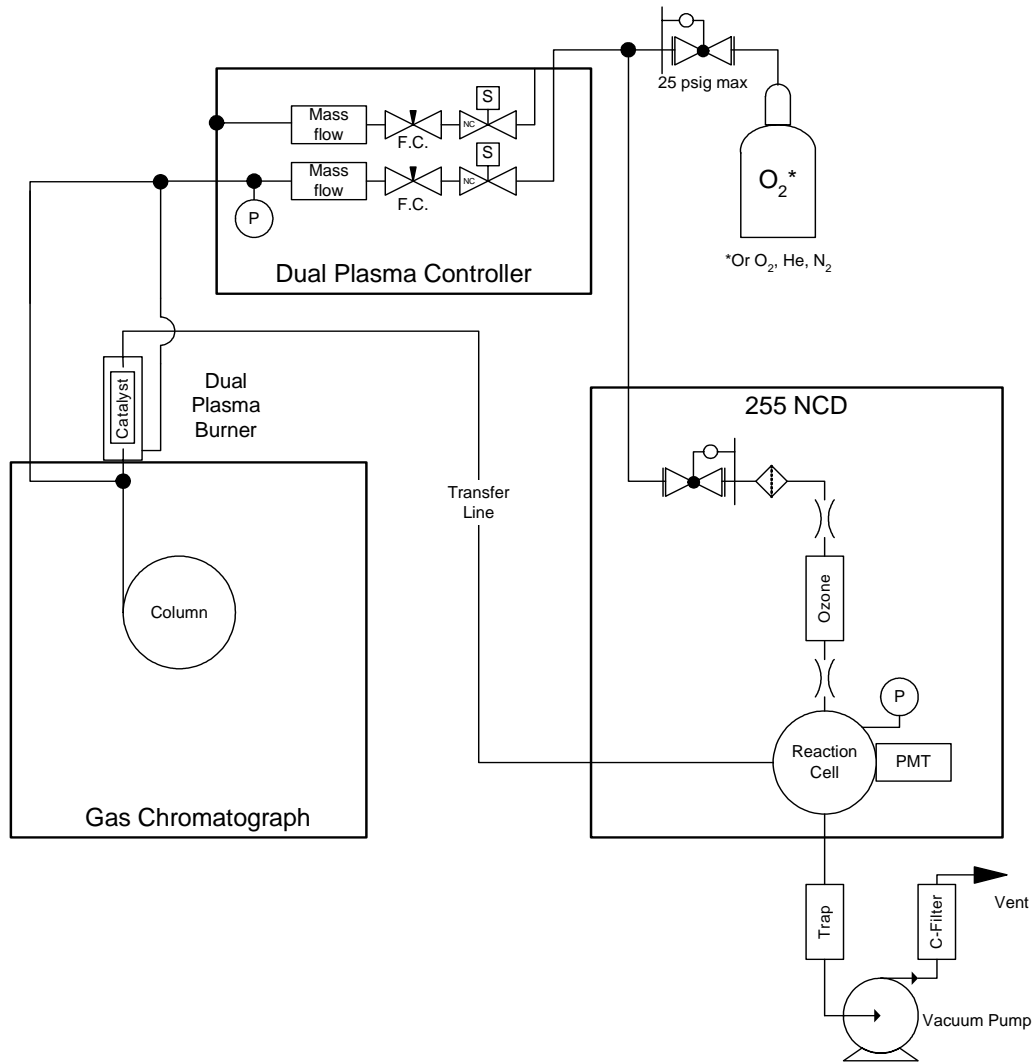 25 psig max
S
Mass
flow
NC
F.C.
S
Mass
flow
NC
F.C.
P
O2*
*Or O2, He, N2
Dual Plasma Controller
Catalyst
Dual
Plasma
Burner
255 NCD
Transfer
Line
Column
Ozone
P
Reaction
Cell
PMT
Gas Chromatograph
Trap
C-Filter
Vent
Vacuum Pump